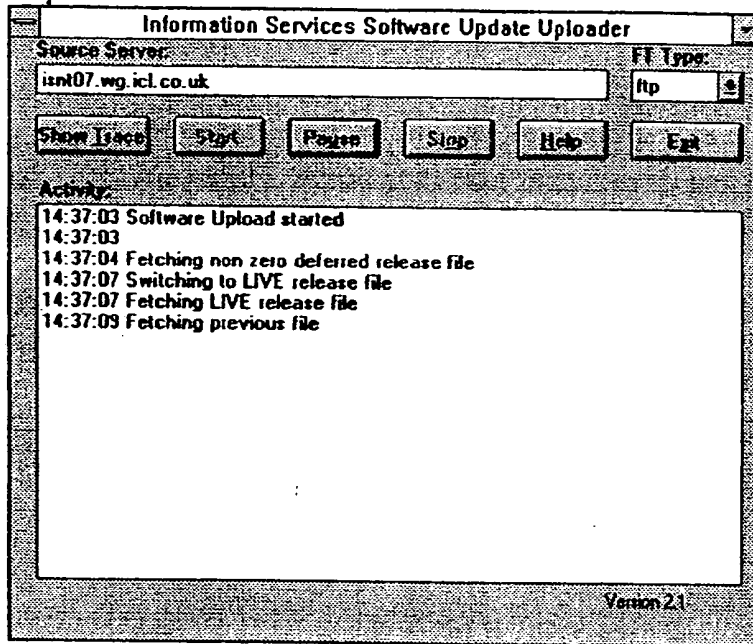 Information Services Software Update Uploader
Source Server:
FT Type:
isnt07.wg.icl.co.uk
ftp
Show Trace
Start
Pause
Stop
Help
Exit
Activity:
14:37:03 Software Upload started
14:37:03
14:37:04 Fetching non zero deferred release file
14:37:07 Switching to LIVE release file
14:37:07 Fetching LIVE release file
14:37:09 Fetching previous file
Version 2.1